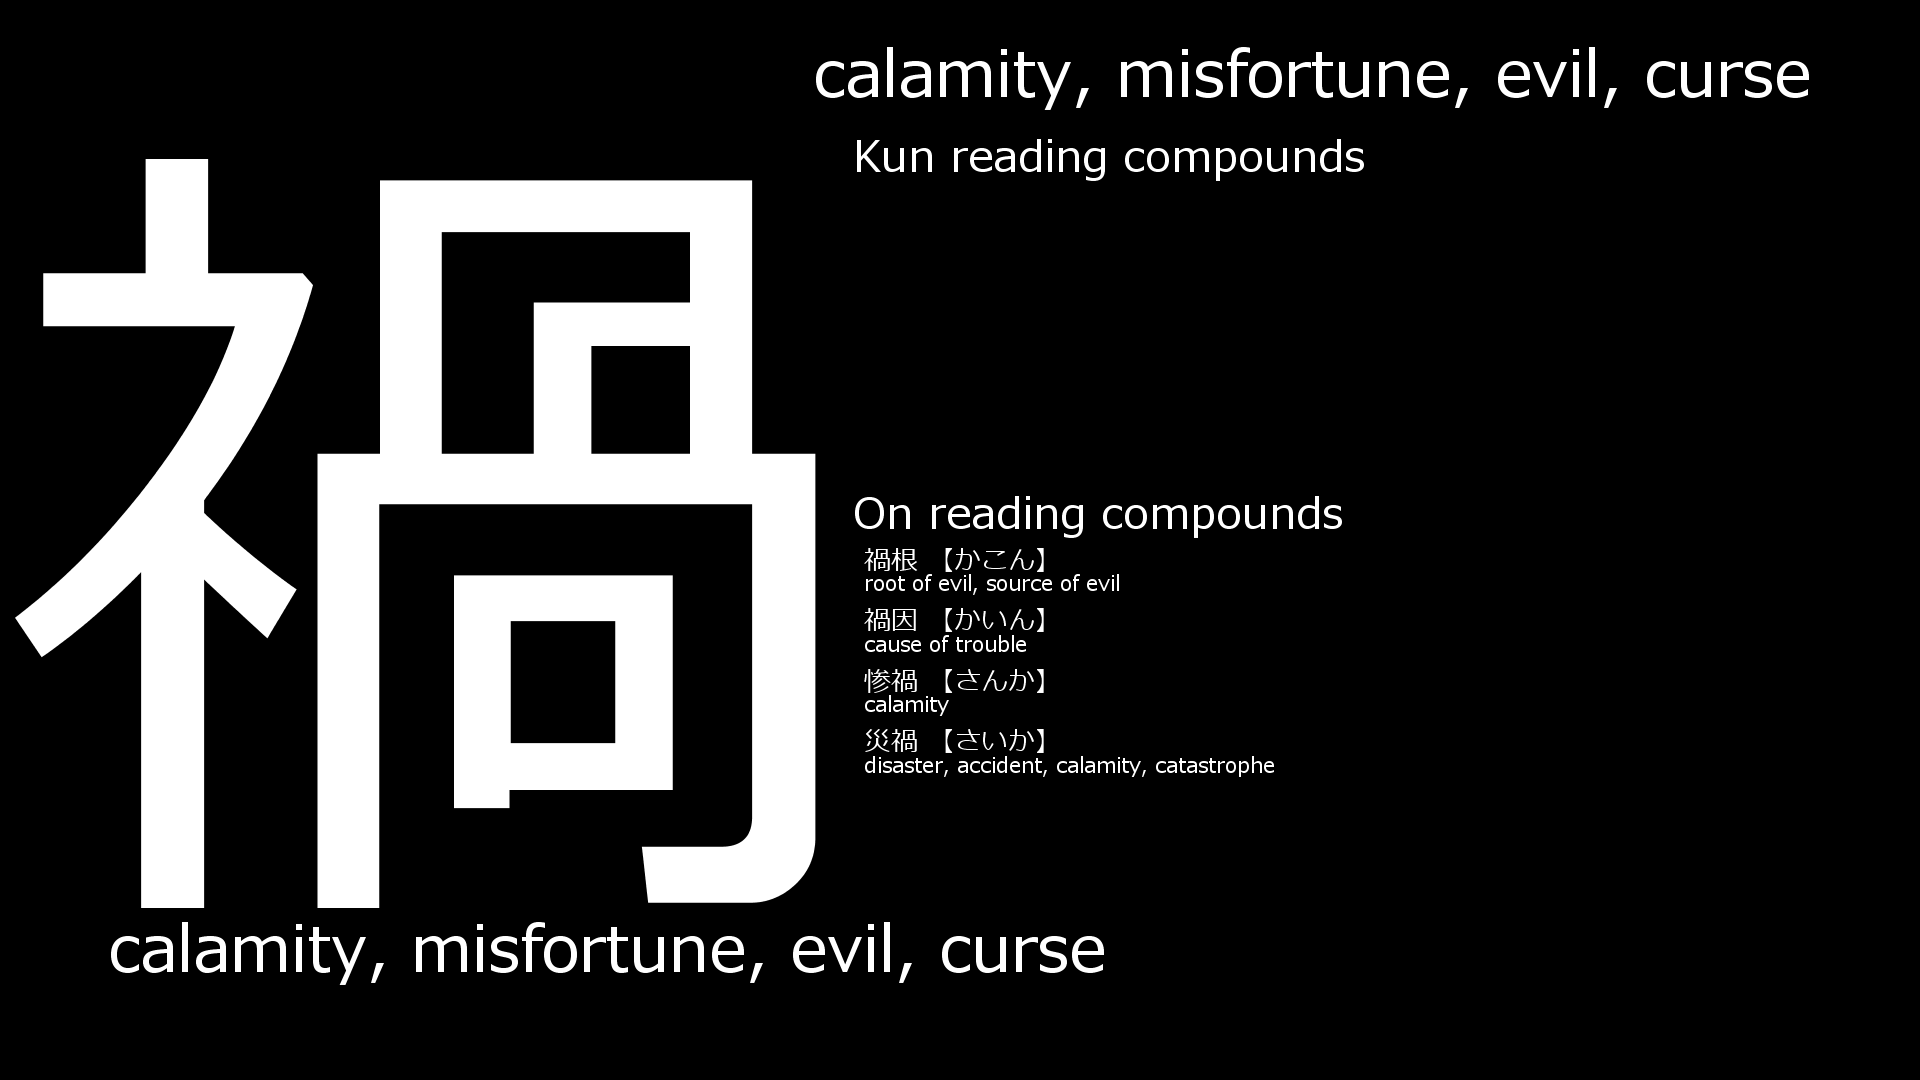 禍
calamity, misfortune, evil, curse
Kun reading compounds
On reading compounds
禍根 【かこん】
root of evil, source of evil
禍因 【かいん】
cause of trouble
惨禍 【さんか】
calamity
災禍 【さいか】
disaster, accident, calamity, catastrophe
calamity, misfortune, evil, curse